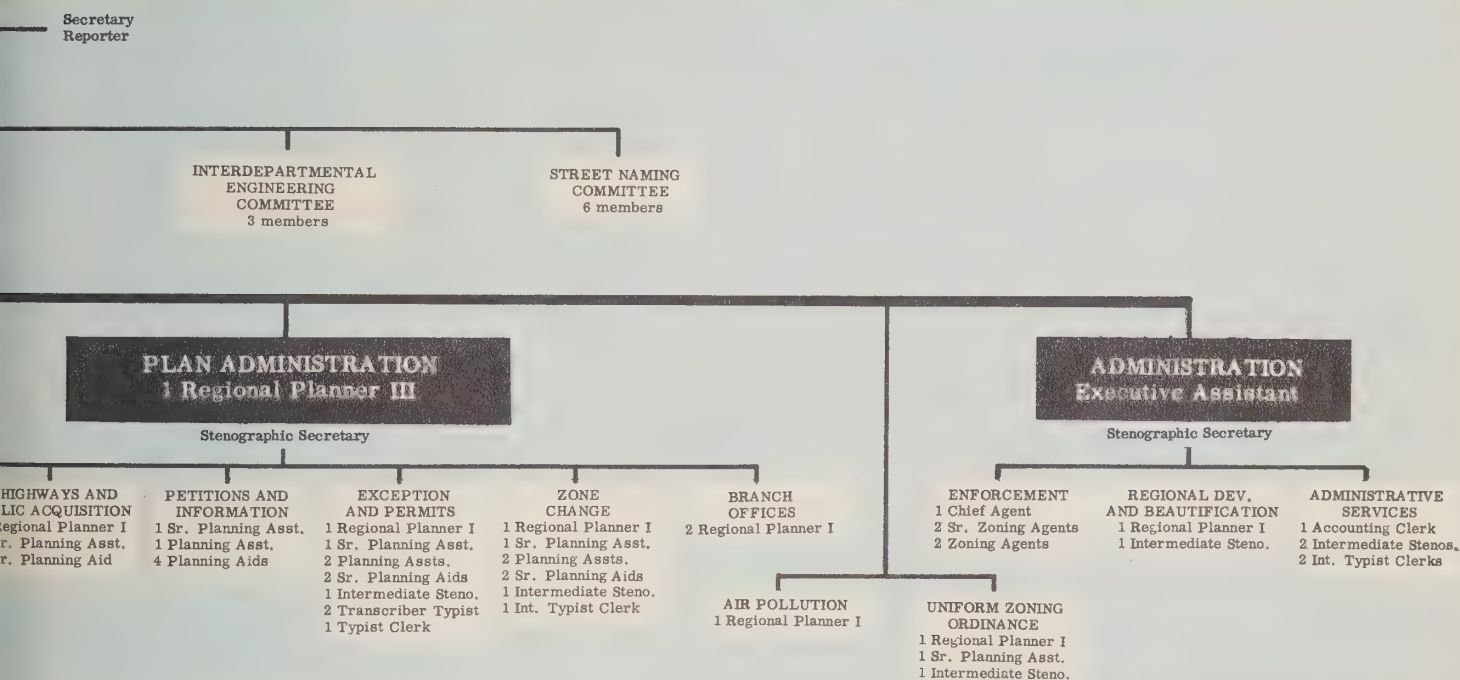 Secretary
Reporter
INTERDEPARTMENTAL
ENGINEERING
COMMITTEE
3 members
STREET NAMING
COMMITTEE
6 members
PLAN ADMINISTRATION
1 Regional Planner III
Stenographic Secretary
ADMINISTRATION
Executive Assistant
Stenographic Secretary
HIGHWAYS AND
LIC ACQUISITION
egional Planner I
r. Planning Asst.
r. Planning Aid
PETITIONS AND
INFORMATION
1 Sr. Planning Asst.
1 Planning Asst.
4 Planning Aids
EXCEPTION
AND PERMITS
1 Regional Planner I
1 Sr. Planning Asst.
2 Planning Assts.
2 Sr. Planning Aids
1 Intermediate Steno.
2 Transcriber Typist
1 Typist Clerk
ZONE
CHANGE
1 Regional Planner I
1 Sr. Planning Asst.
2 Planning Assts.
2 Sr. Planning Aids
1 Intermediate Steno.
1 Int. Typist Clerk
BRANCH
OFFICES
2 Regional Planner I
AIR POLLUTION
1 Regional Planner I
UNIFORM ZONING
ORDINANCE
1 Regional Planner I
1 Sr. Planning Asst.
1 Intermediate Steno.
ENFORCEMENT
1 Chief Agent
2 Sr. Zoning Agents
2 Zoning Agents
REGIONAL DEV.
AND BEAUTIFICATION
1 Regional Planner I
1 Intermediate Steno.
ADMINISTRATIVE
SERVICES
1 Accounting Clerk
2 Intermediate Stenos.
2 Int. Typist Clerks